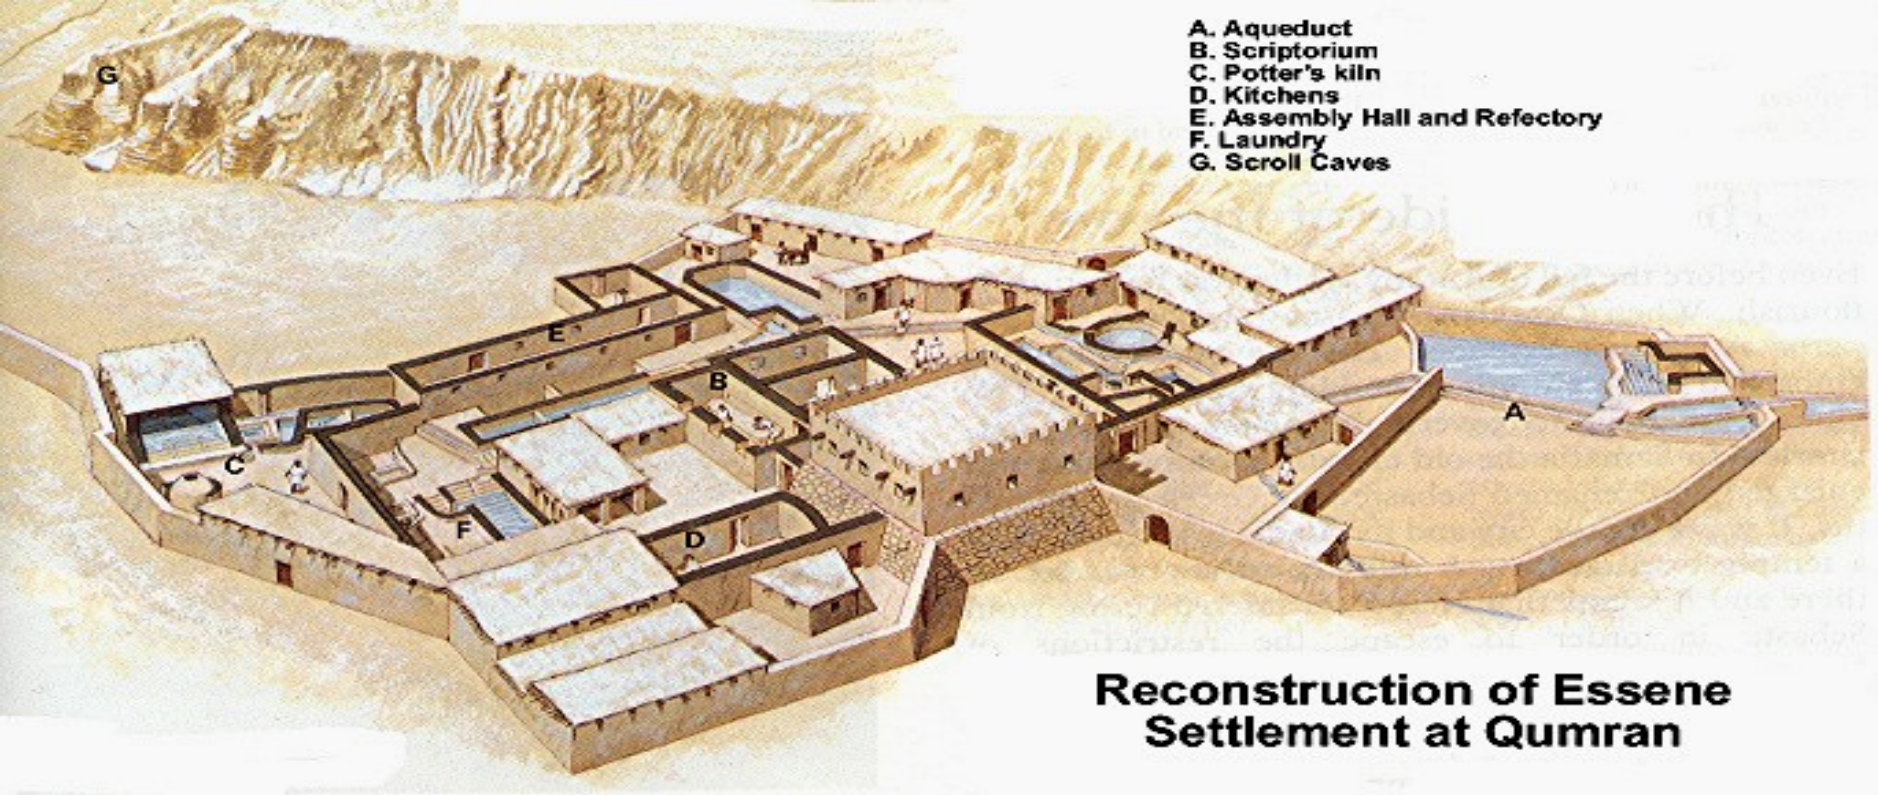 A. Aqueduct
B. Scriptorium
C. Potter's kiln
D. Kitchens
E. Assembly Hall and Refectory
F. Laundry
G. Scroll Caves
G
E
B
A
C
F
D
Reconstruction of Essene
Settlement at Qumran